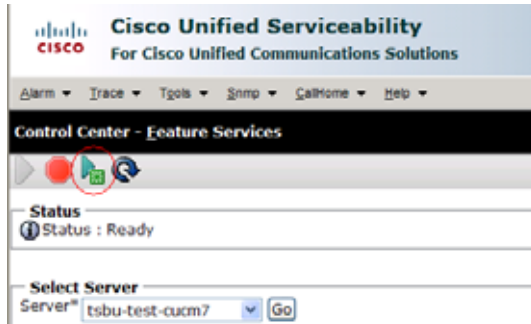 Cisco Unified Serviceability
CISCO
For Cisco Unified Communications Solutions
Alarm Trace Tools Snmp CallHome Help
Control Center - Feature Services
Status
Status : Ready
Select Server
Server* tsbu-test-cucm7 Go